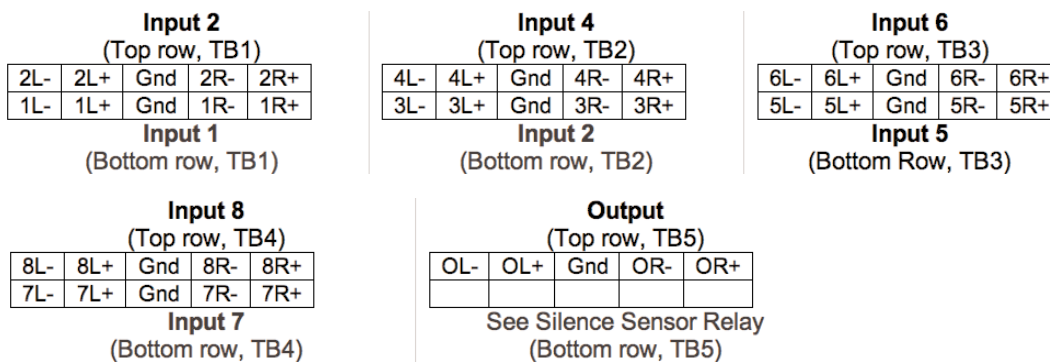 Input 2
(Top row, TB1)
2L- 2L+ Gnd 2R- 2R+
1L- 1L+ Gnd 1R- 1R+
Input 1
(Bottom row, TB1)
Input 4
(Top row, TB2)
4L- 4L+ Gnd 4R- 4R+
3L- 3L+ Gnd 3R- 3R+
Input 2
(Bottom row, TB2)
Input 6
(Top row, TB3)
6L- 6L+ Gnd 6R- 6R+
5L- 5L+ Gnd 5R- 5R+
Input 5
(Bottom Row, TB3)
Input 8
(Top row, TB4)
8L- 8L+ Gnd 8R- 8R+
7L- 7L+ Gnd 7R- 7R+
Input 7
(Bottom row, TB4)
Output
(Top row, TB5)
OL- OL+ Gnd OR- OR+
See Silence Sensor Relay
(Bottom row, TB5)